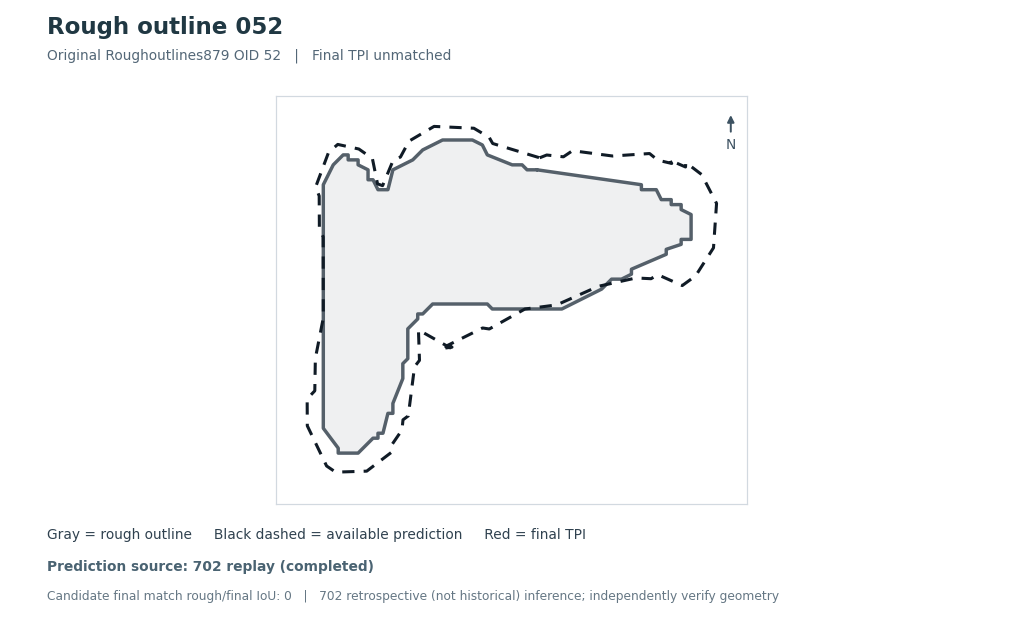 Rough outline 052
Original Roughoutlines879 OID 52   |   Final TPI unmatched
N
Gray = rough outline     Black dashed = available prediction     Red = final TPI
Prediction source: 702 replay (completed)
Candidate final match rough/final IoU: 0   |   702 retrospective (not historical) inference; independently verify geometry